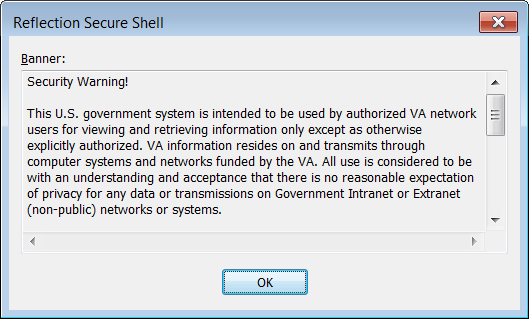 Reflection Secure Shell
Banner:
Security Warning!
This U.S. government system is intended to be used by authorized VA network
users for viewing and retrieving information only except as otherwise
explicitly authorized. VA information resides on and transmits through
computer systems and networks funded by the VA. All use is considered to be
with an understanding and acceptance that there is no reasonable expectation
of privacy for any data or transmissions on Government Intranet or Extranet
(non-public) networks or systems.
OK